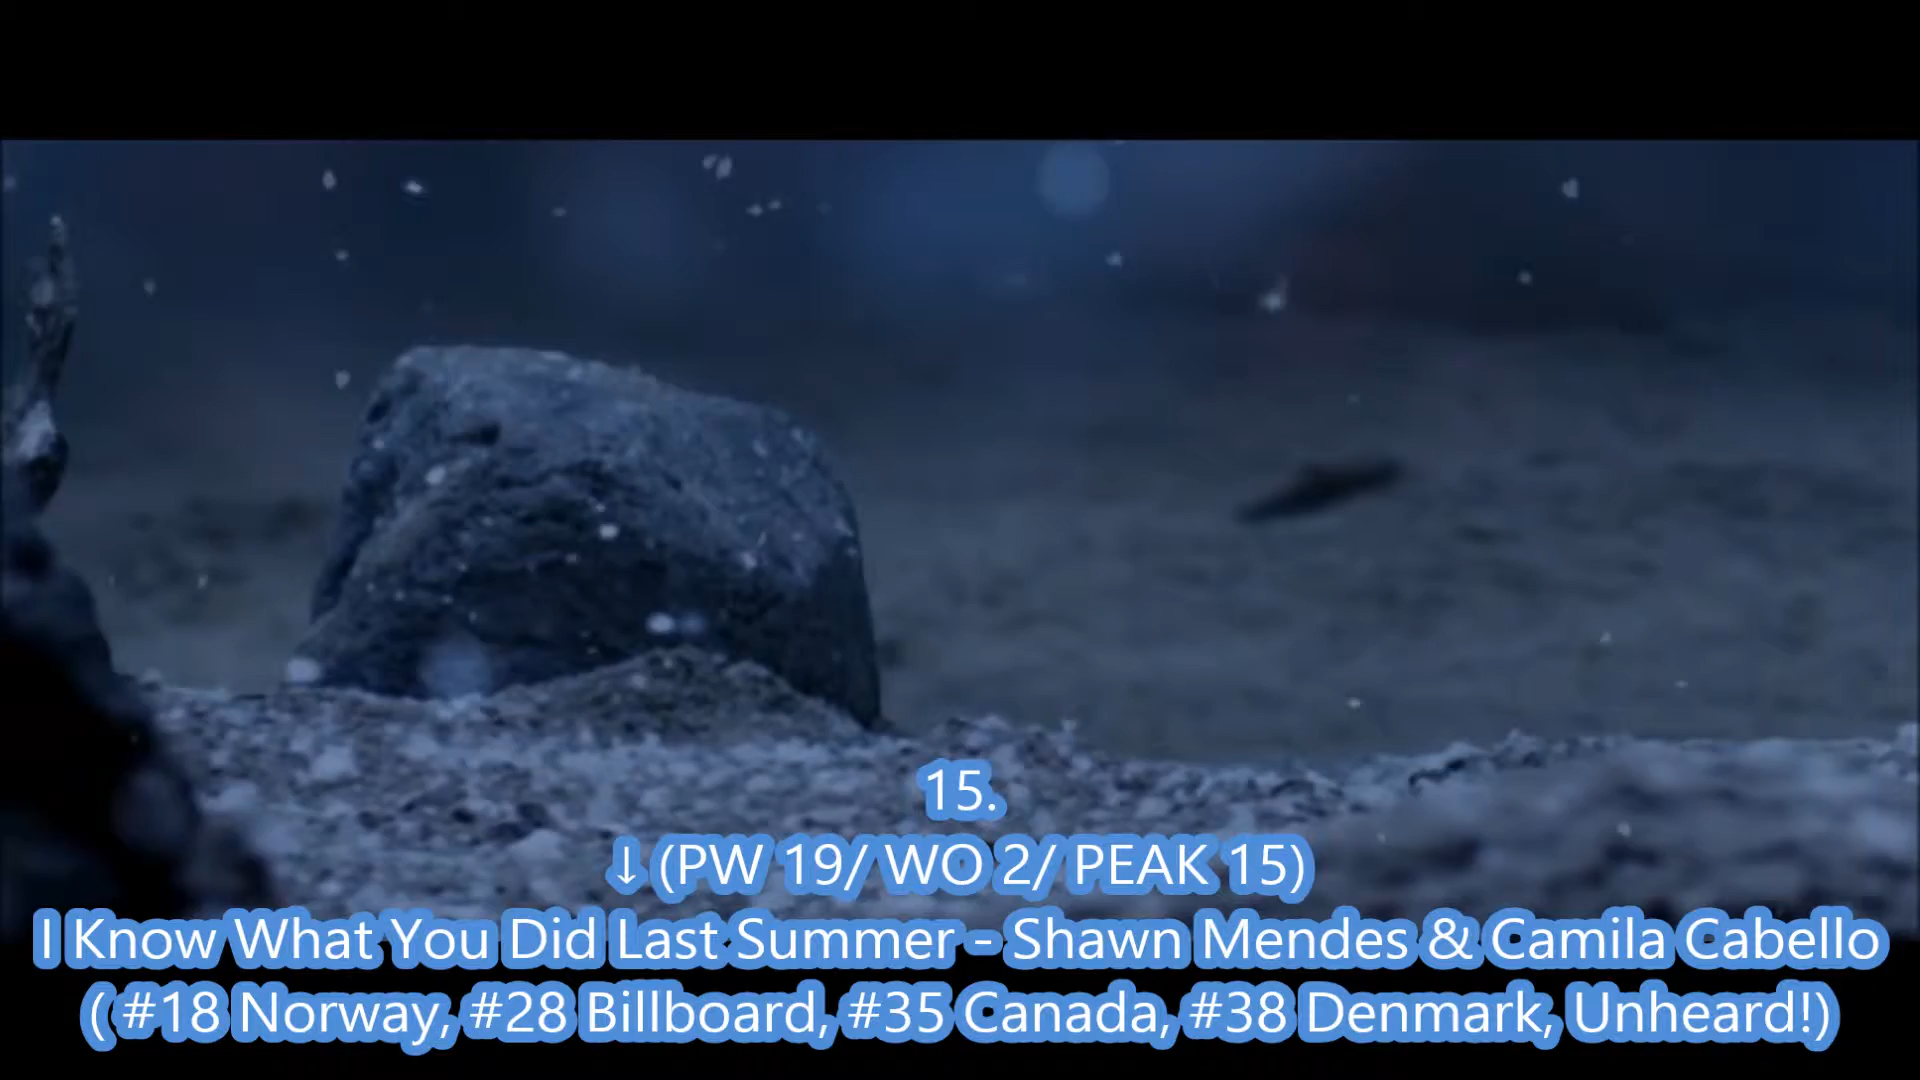 15.
↓ (PW 19/ WO 2/ PEAK 15)
I Know What You Did Last Summer - Shawn Mendes & Camila Cabello
( #18 Norway, #28 Billboard, #35 Canada, #38 Denmark, Unheard!)